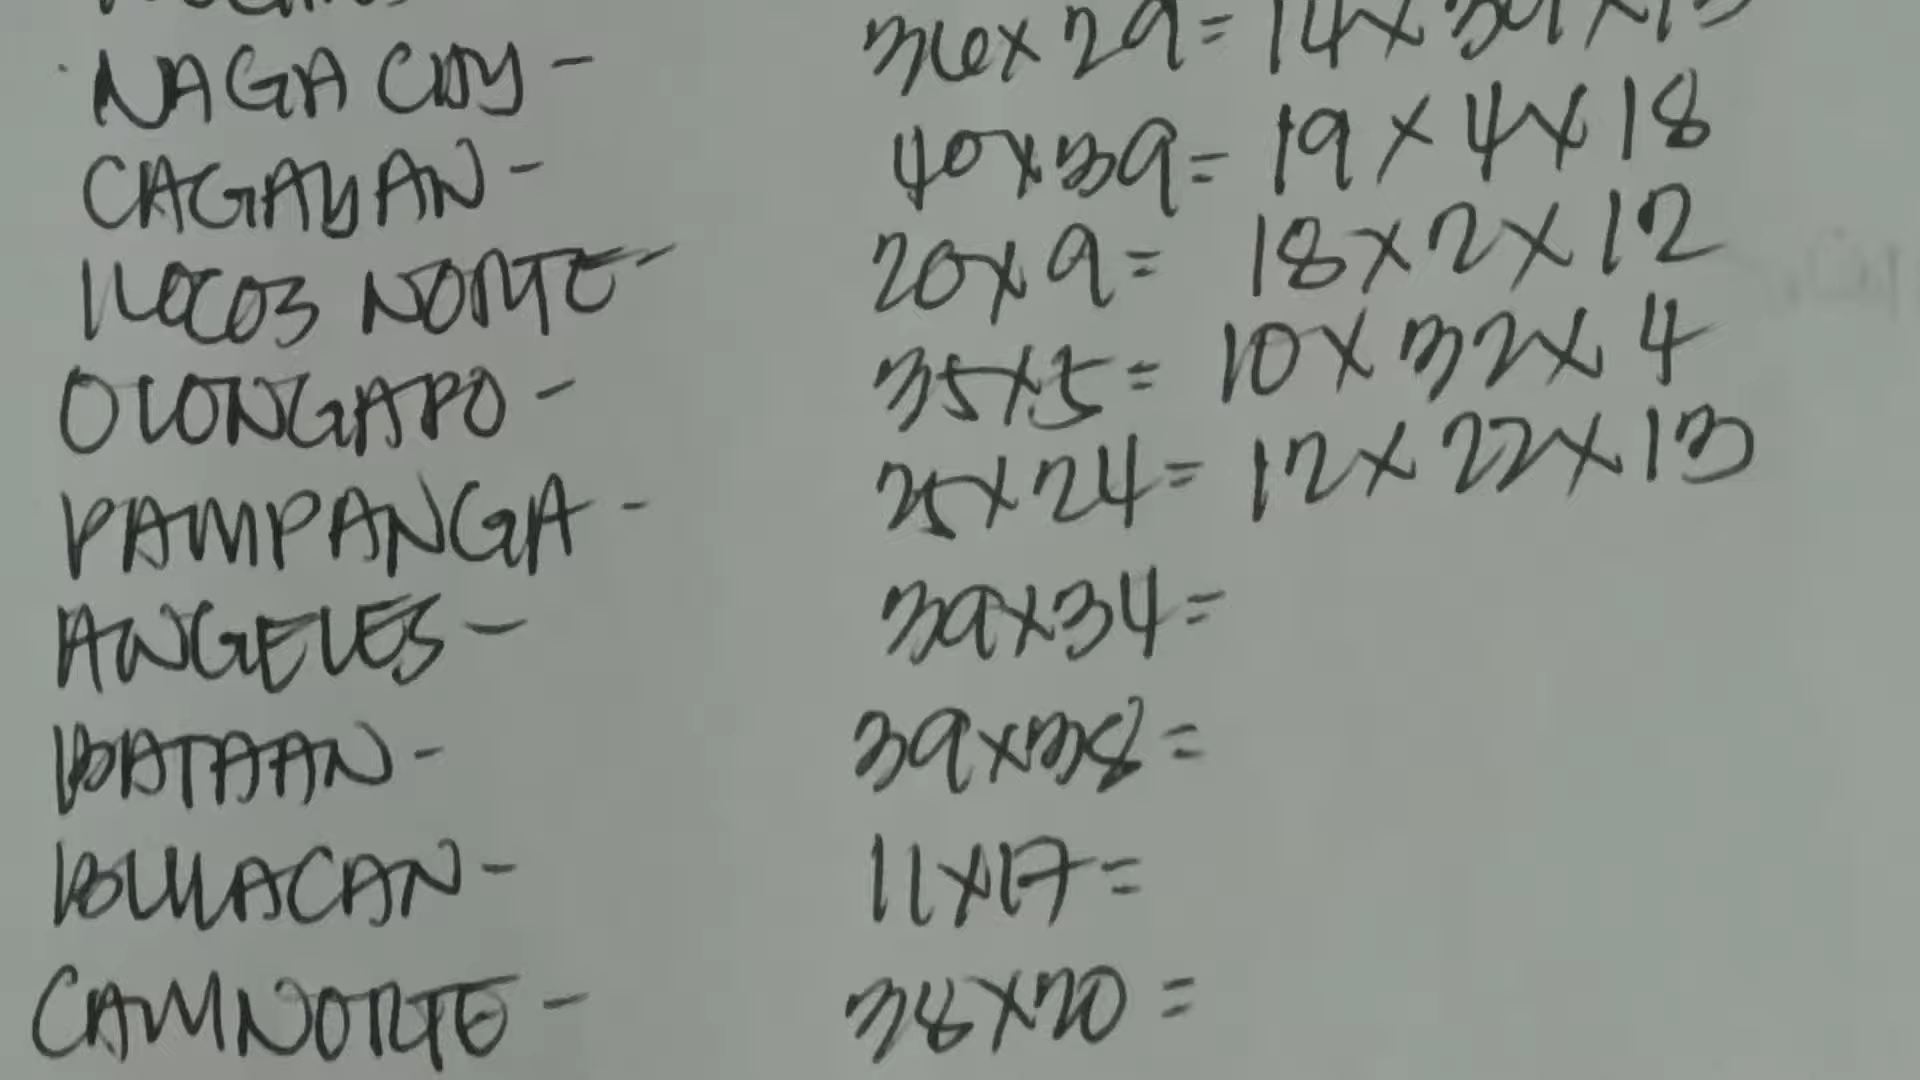 NAGA CITY - 36x29= 14x39x13
CAGAYAN - 40x39= 19x4x18
ILOCOS NORTE - 20x9= 18x2x12
OLONGAPO - 35x5= 10x32x4
PAMPANGA - 25x24= 12x22x13
ANGELES - 39x34=
BATAAN - 39x38=
BULACAN - 11x17=
CAMNORTE - 38x20=